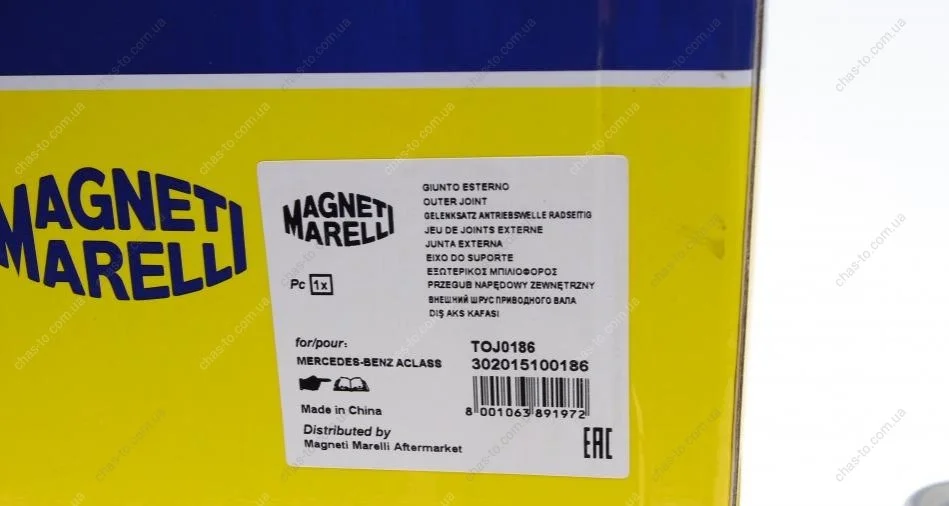 MAGNETI
MARELLI
MAGNETI
MARELLI
GIUNTO ESTERNO
OUTER JOINT
GELENKSATZ ANTRIEBSWELLE RADSEITIG
JEU DE JOINTS EXTERNE
JUNTA EXTERNA
EIXO DO SUPORTE
ΕΞΩΤΕΡΙΚΟΣ ΜΠΙΛΙΟΦΟΡΟΣ
PRZEGUB NAPĘDOWY ZEWNĘTRZNY
ВНЕШНИЙ ШРУС ПРИВОДНОГО ВАЛА
DIŞ AKS KAFASI
Pc 1x
for/pour:
MERCEDES-BENZ ACLASS
TOJ0186
302015100186
8 001063 891972
Made in China
Distributed by
Magneti Marelli Aftermarket
EAC
chas-to.com.ua